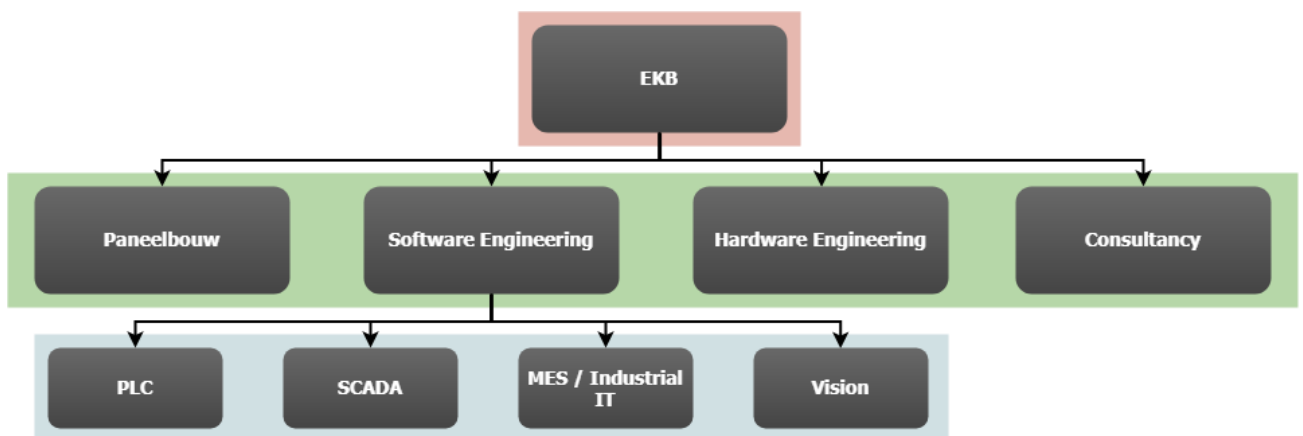 EKB
Paneelbouw
Software Engineering
Hardware Engineering
Consultancy
PLC
SCADA
MES / Industrial
IT
Vision